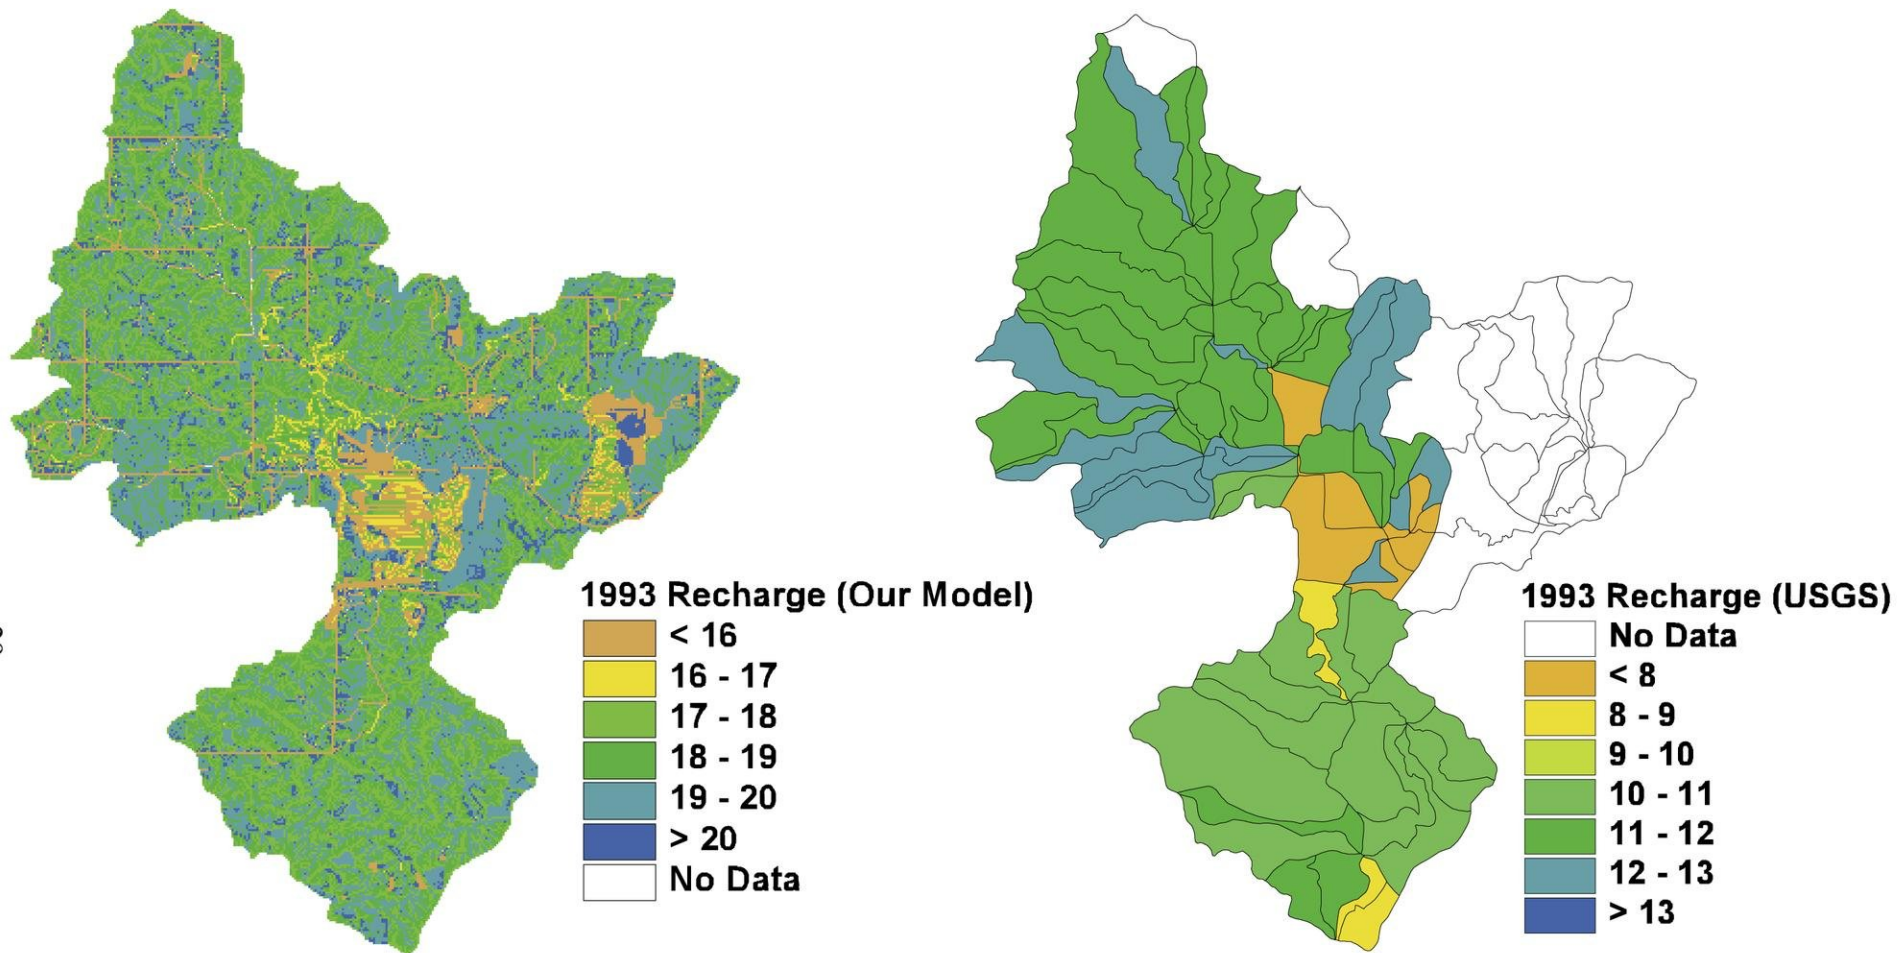 1993 Recharge (Our Model)
< 16
16 - 17
17 - 18
18 - 19
19 - 20
> 20
No Data
1993 Recharge (USGS)
No Data
< 8
8 - 9
9 - 10
10 - 11
11 - 12
12 - 13
> 13